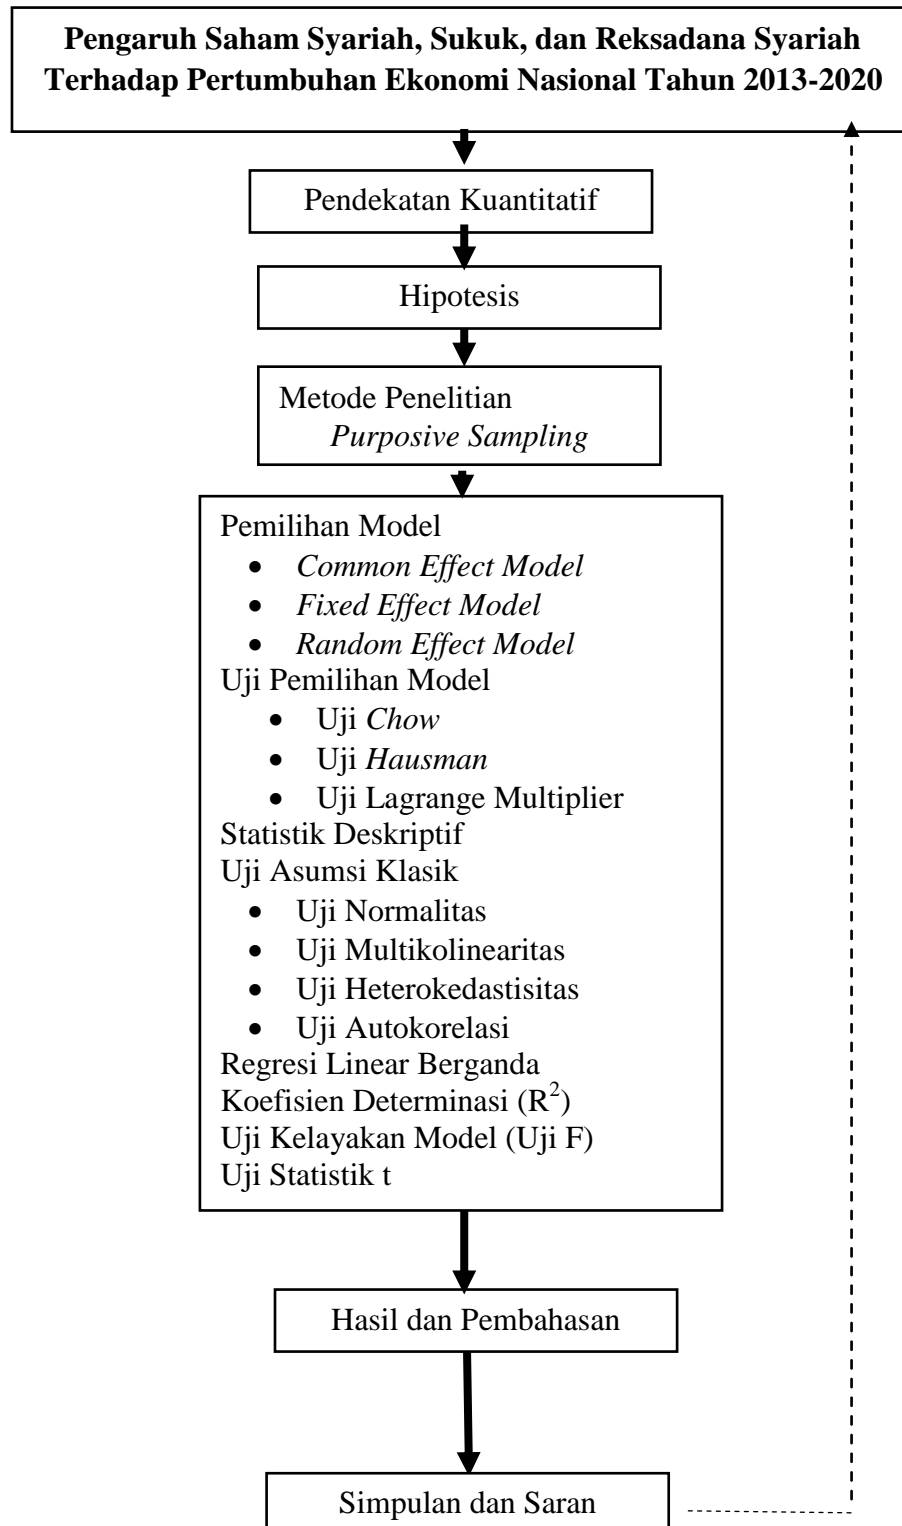 Pengaruh Saham Syariah, Sukuk, dan Reksadana Syariah
Terhadap Pertumbuhan Ekonomi Nasional Tahun 2013-2020
Pendekatan Kuantitatif
Hipotesis
Metode Penelitian
Purposive Sampling
Pemilihan Model
• Common Effect Model
• Fixed Effect Model
• Random Effect Model
Uji Pemilihan Model
• Uji Chow
• Uji Hausman
• Uji Lagrange Multiplier
Statistik Deskriptif
Uji Asumsi Klasik
• Uji Normalitas
• Uji Multikolinearitas
• Uji Heterokedastisitas
• Uji Autokorelasi
Regresi Linear Berganda
Koefisien Determinasi (R²)
Uji Kelayakan Model (Uji F)
Uji Statistik t
Hasil dan Pembahasan
Simpulan dan Saran